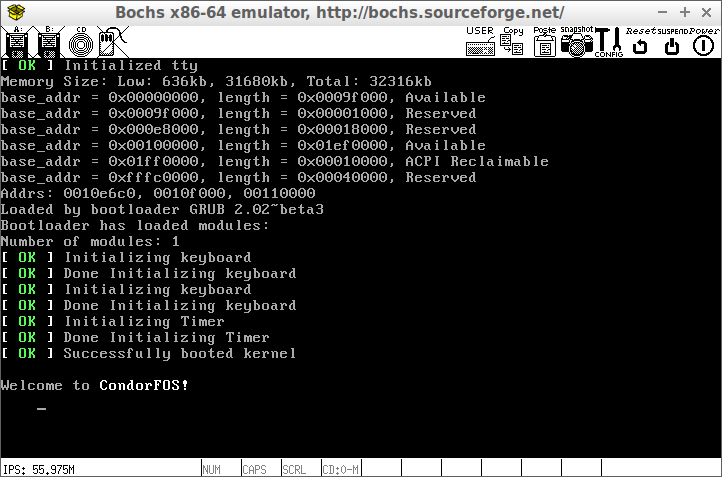 Bochs x86-64 emulator, http://bochs.sourceforge.net/
A: B: CD USER Copy Paste snapshot CONFIG Reset SUSPEND Power
[ OK ] Initialized tty
Memory Size: Low: 636kb, 31680kb, Total: 32316kb
base_addr = 0x00000000, length = 0x0009f000, Available
base_addr = 0x0009f000, length = 0x00001000, Reserved
base_addr = 0x000e8000, length = 0x00018000, Reserved
base_addr = 0x00100000, length = 0x01ef0000, Available
base_addr = 0x01ff0000, length = 0x00010000, ACPI Reclaimable
base_addr = 0xfffc0000, length = 0x00040000, Reserved
Addrs: 0010e6c0, 0010f000, 00110000
Loaded by bootloader GRUB 2.02~beta3
Bootloader has loaded modules:
Number of modules: 1
[ OK ] Initializing keyboard
[ OK ] Done Initializing keyboard
[ OK ] Initializing keyboard
[ OK ] Done Initializing keyboard
[ OK ] Initializing Timer
[ OK ] Done Initializing Timer
[ OK ] Successfully booted kernel
Welcome to CondorFOS!
_
IPS: 55.975M NUM CAPS SCRL CD:0-M